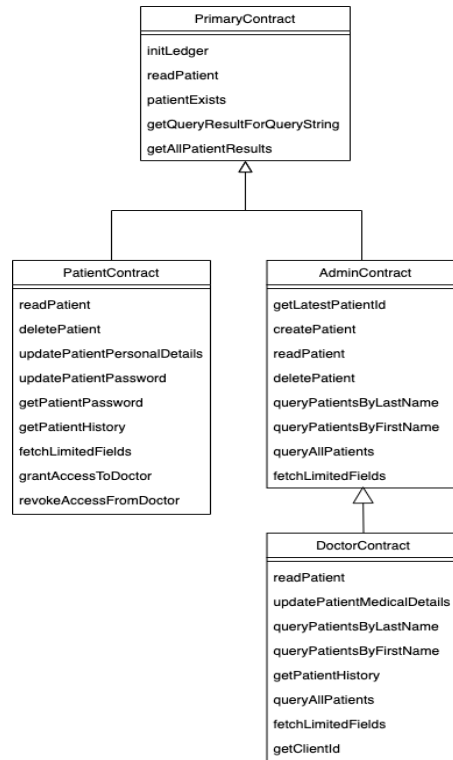 PrimaryContract
initLedger
readPatient
patientExists
getQueryResultForQueryString
getAllPatientResults
PatientContract
readPatient
deletePatient
updatePatientPersonalDetails
updatePatientPassword
getPatientPassword
getPatientHistory
fetchLimitedFields
grantAccessToDoctor
revokeAccessFromDoctor
AdminContract
getLatestPatientId
createPatient
readPatient
deletePatient
queryPatientsByLastName
queryPatientsByFirstName
queryAllPatients
fetchLimitedFields
DoctorContract
readPatient
updatePatientMedicalDetails
queryPatientsByLastName
queryPatientsByFirstName
getPatientHistory
queryAllPatients
fetchLimitedFields
getClientId